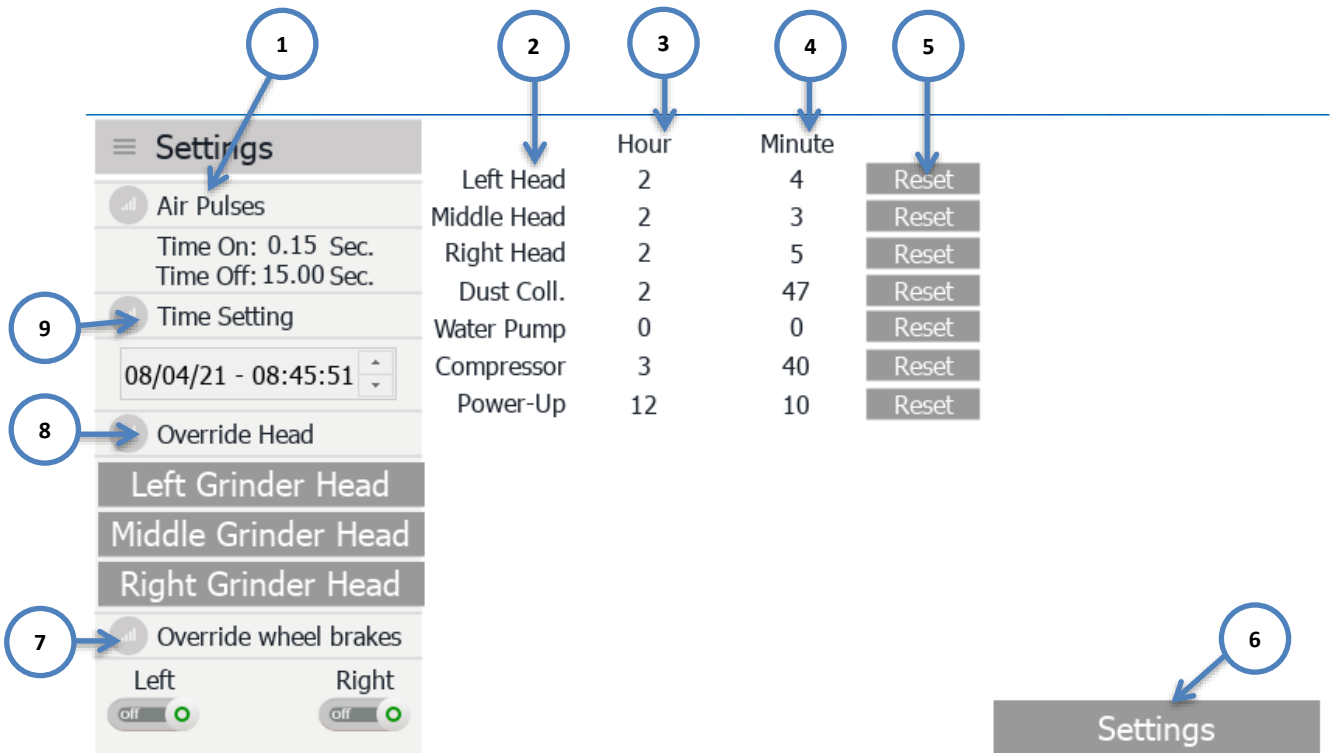 1
2
3
4
5
Settings
Air Pulses
Time On: 0.15 Sec.
Time Off: 15.00 Sec.
9
Time Setting
08/04/21 - 08:45:51
8
Override Head
Left Grinder Head
Middle Grinder Head
Right Grinder Head
7
Override wheel brakes
Left Right
off off
Hour Minute
Left Head 2 4 Reset
Middle Head 2 3 Reset
Right Head 2 5 Reset
Dust Coll. 2 47 Reset
Water Pump 0 0 Reset
Compressor 3 40 Reset
Power-Up 12 10 Reset
6
Settings